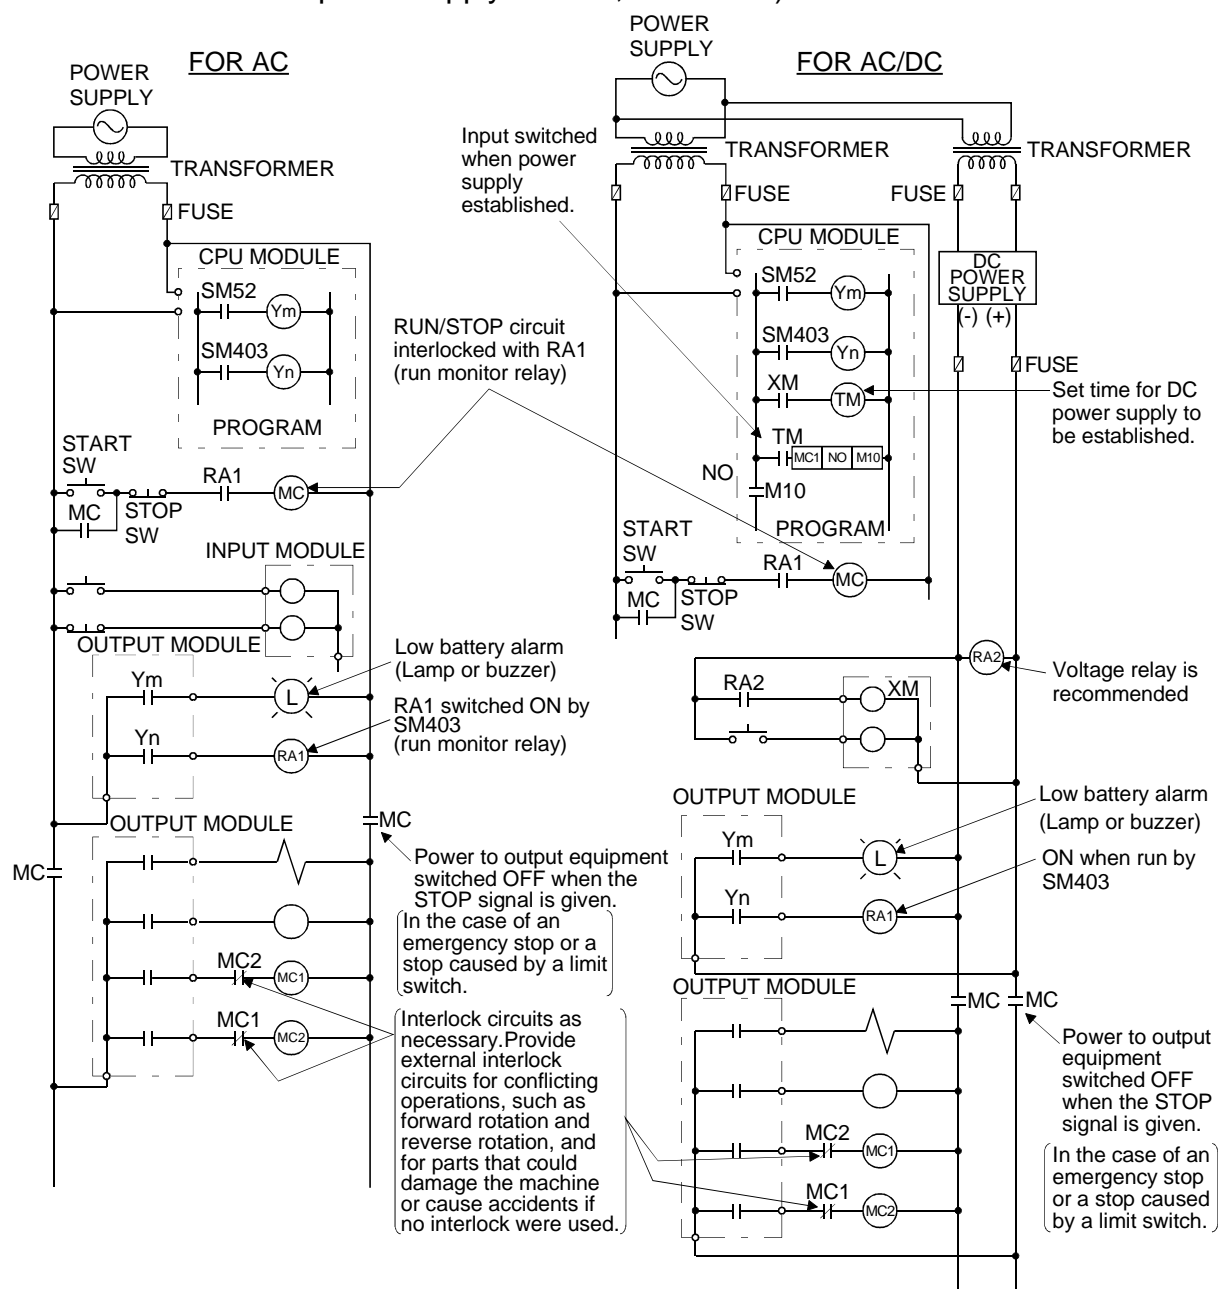 FOR AC
POWER
SUPPLY
TRANSFORMER
FUSE
CPU MODULE
SM52
Ym
SM403
Yn
PROGRAM
RUN/STOP circuit
interlocked with RA1
(run monitor relay)
START
SW
MC
STOP
SW
RA1
MC
INPUT MODULE
OUTPUT MODULE
Ym
L
Low battery alarm
(Lamp or buzzer)
Yn
RA1
RA1 switched ON by
SM403
(run monitor relay)
OUTPUT MODULE
MC
MC
Power to output equipment
switched OFF when the
STOP signal is given.
In the case of an
emergency stop or a
stop caused by a limit
switch.
MC2
MC1
MC1
MC2
Interlock circuits as
necessary.Provide
external interlock
circuits for conflicting
operations, such as
forward rotation and
reverse rotation, and
for parts that could
damage the machine
or cause accidents if
no interlock were used.
FOR AC/DC
POWER
SUPPLY
TRANSFORMER
TRANSFORMER
FUSE
FUSE
Input switched
when power
supply
established.
CPU MODULE
SM52
Ym
SM403
Yn
XM
TM
TM
MC1 NO M10
NO
M10
PROGRAM
DC
POWER
SUPPLY
(-) (+)
FUSE
Set time for DC
power supply to
be established.
START
SW
MC
STOP
SW
RA1
MC
RA2
Voltage relay is
recommended
RA2
XM
OUTPUT MODULE
Ym
L
Low battery alarm
(Lamp or buzzer)
Yn
RA1
ON when run by
SM403
OUTPUT MODULE
MC
MC
Power to output
equipment
switched OFF
when the STOP
signal is given.
In the case of an
emergency stop
or a stop caused
by a limit switch.
MC2
MC1
MC1
MC2